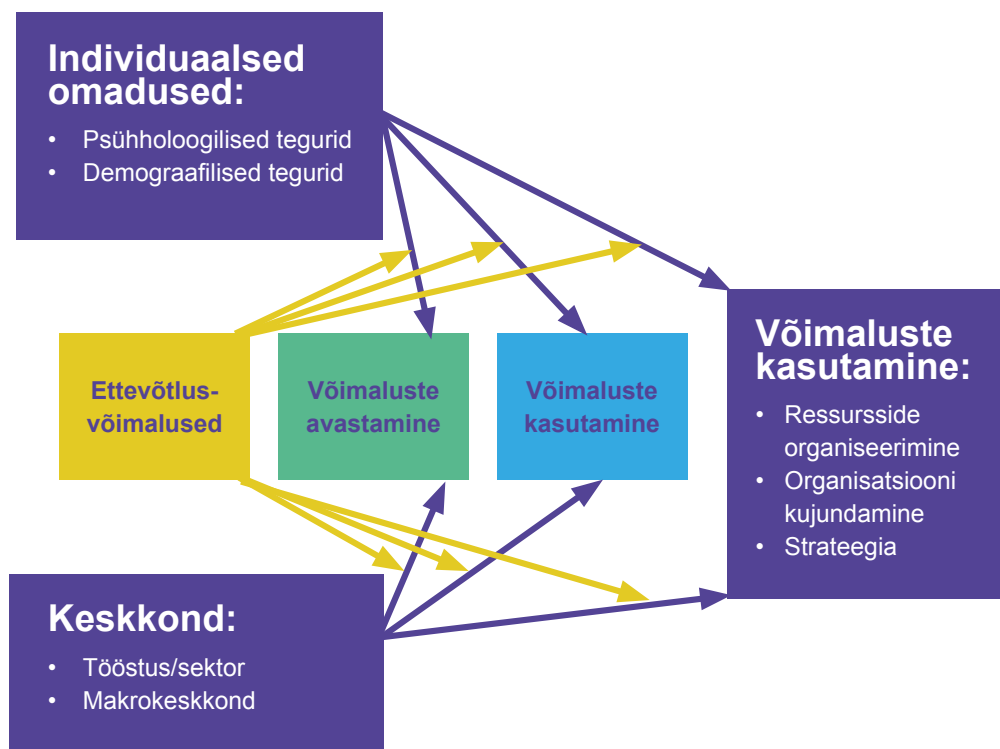 Individuaalsed
omadused:
• Psühholoogilised tegurid
• Demograafilised tegurid
Ettevõtlus-
võimalused
Võimaluste
avastamine
Võimaluste
kasutamine
Võimaluste
kasutamine:
• Ressursside
organiseerimine
• Organisatsiooni
kujundamine
• Strateegia
Keskkond:
• Tööstus/sektor
• Makrokeskkond